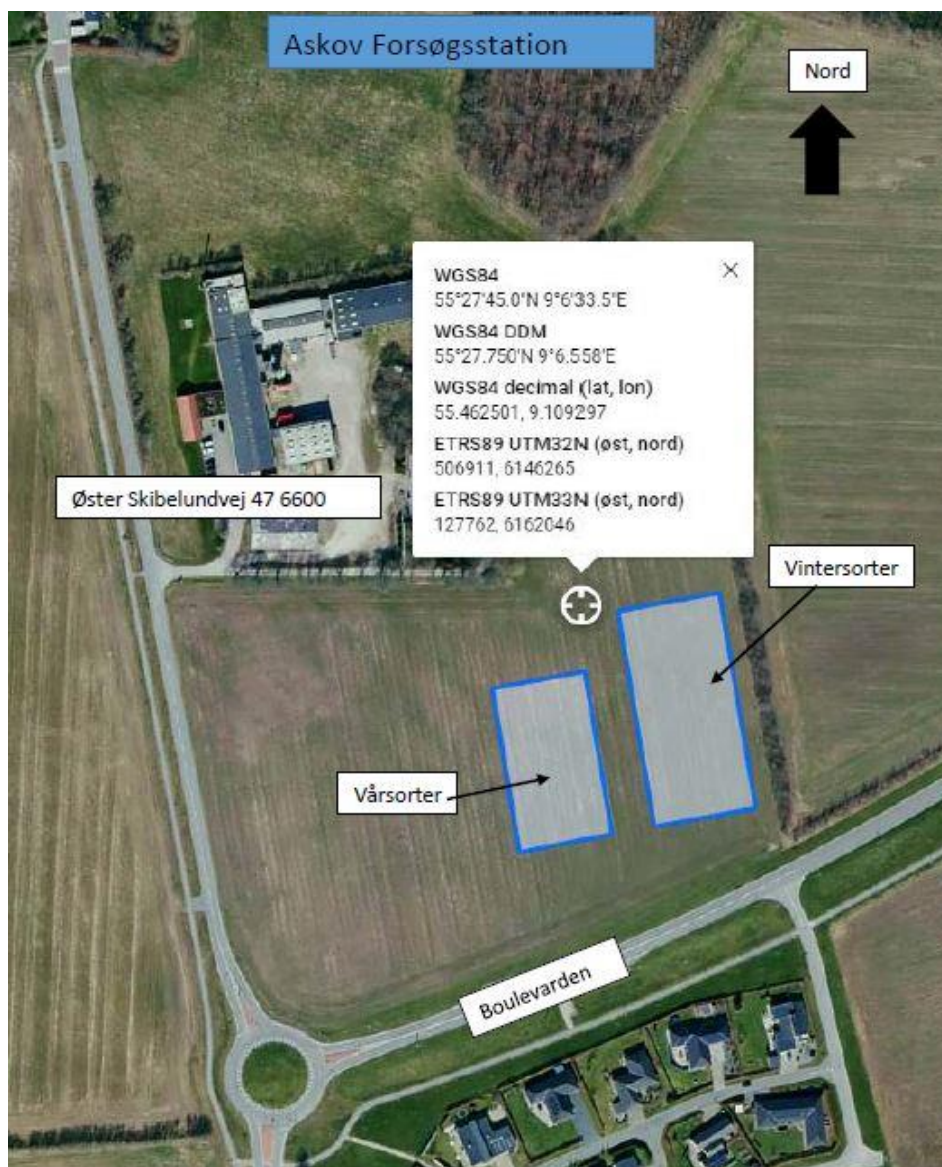 Askov Forsøgsstation
Nord
WGS84
55°27'45.0"N 9°6'33.5"E
WGS84 DDM
55°27.750'N 9°6.558'E
WGS84 decimal (lat, lon)
55.462501, 9.109297
ETRS89 UTM32N (øst, nord)
506911, 6146265
ETRS89 UTM33N (øst, nord)
127762, 6162046
Øster Skibelundvej 47 6600
Vintersorter
Vårsorter
Boulevarden